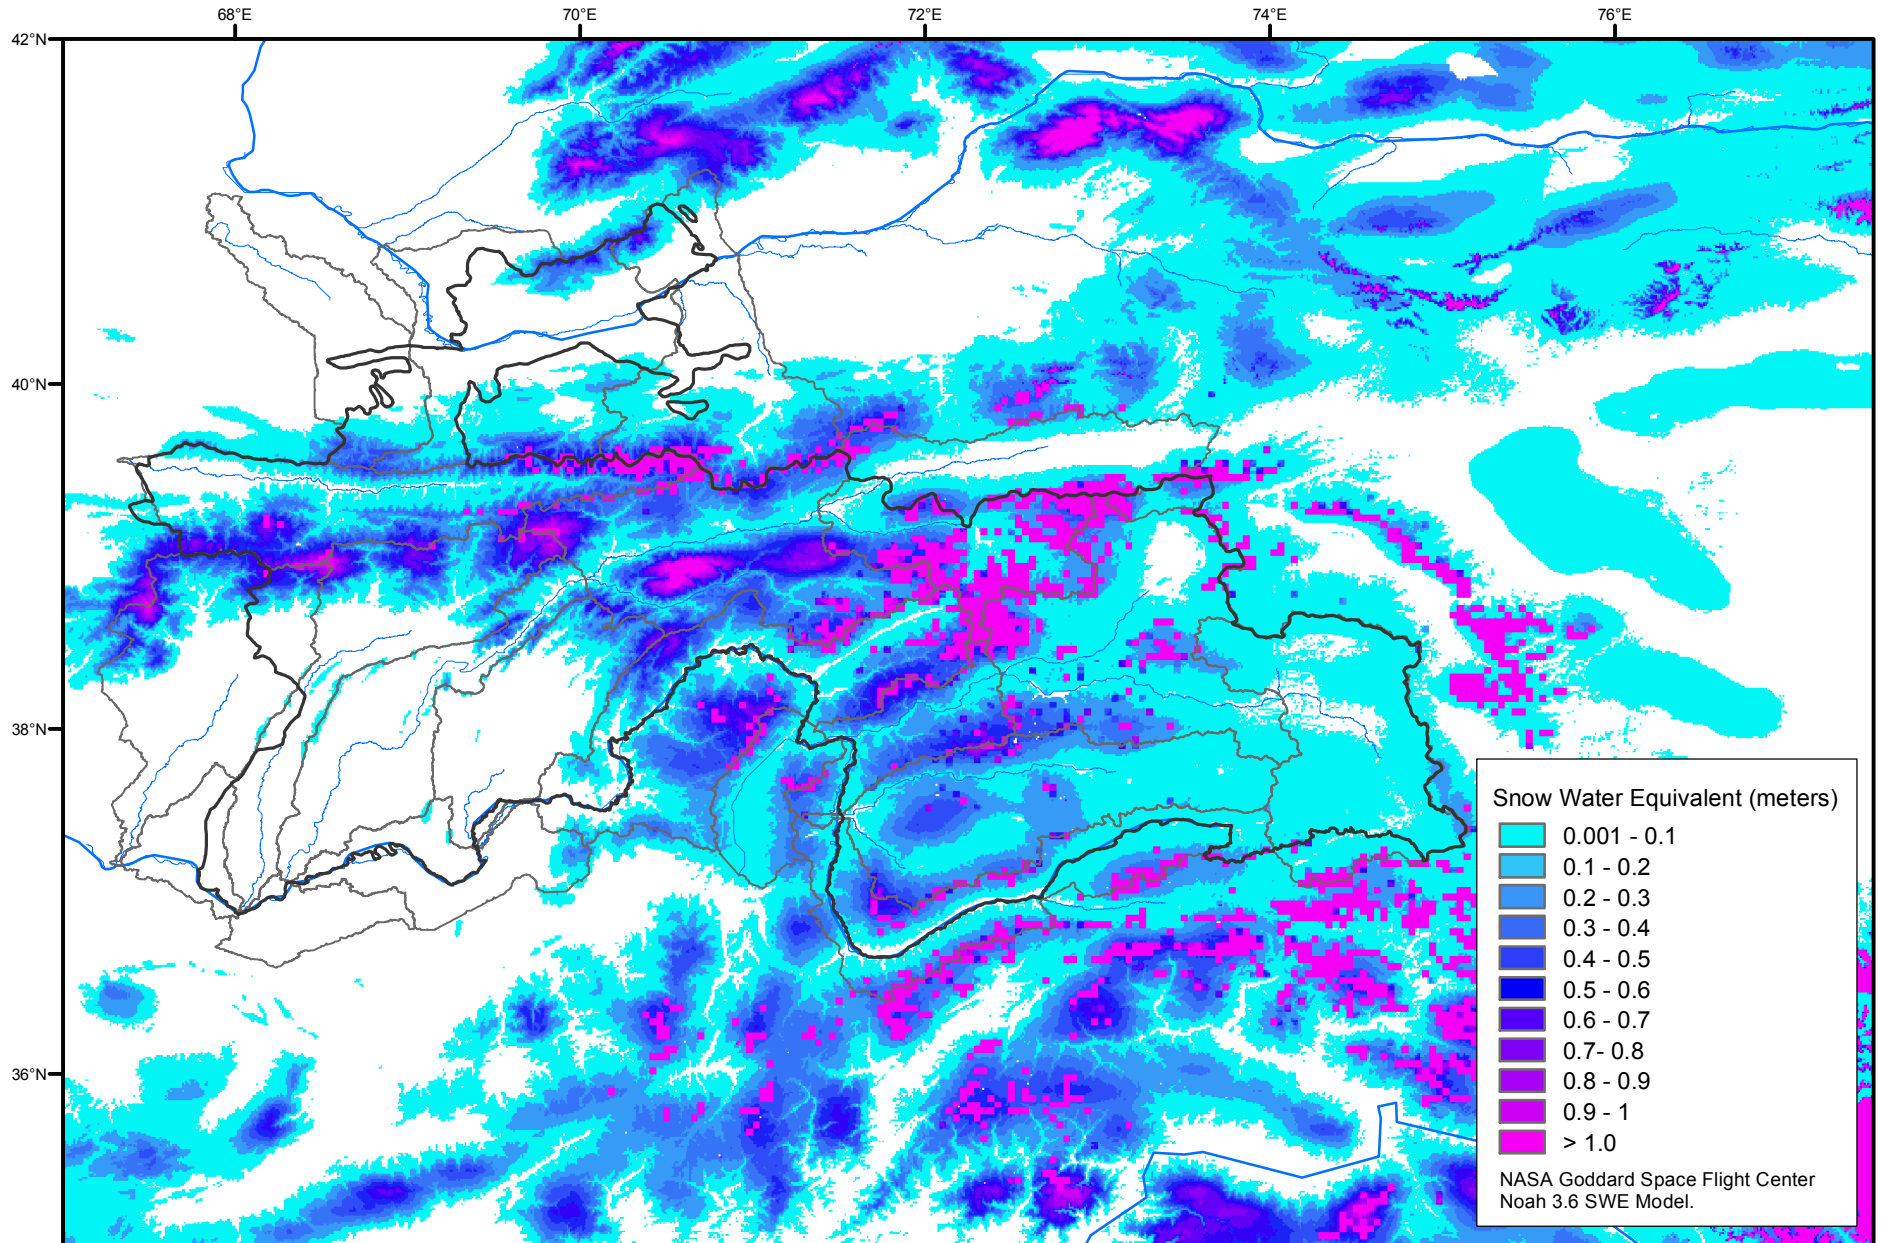 68°E 70°E 72°E 74°E 76°E
42°N
40°N
38°N
36°N
Snow Water Equivalent (meters)
0.001 - 0.1
0.1 - 0.2
0.2 - 0.3
0.3 - 0.4
0.4 - 0.5
0.5 - 0.6
0.6 - 0.7
0.7- 0.8
0.8 - 0.9
0.9 - 1
> 1.0
NASA Goddard Space Flight Center
Noah 3.6 SWE Model.